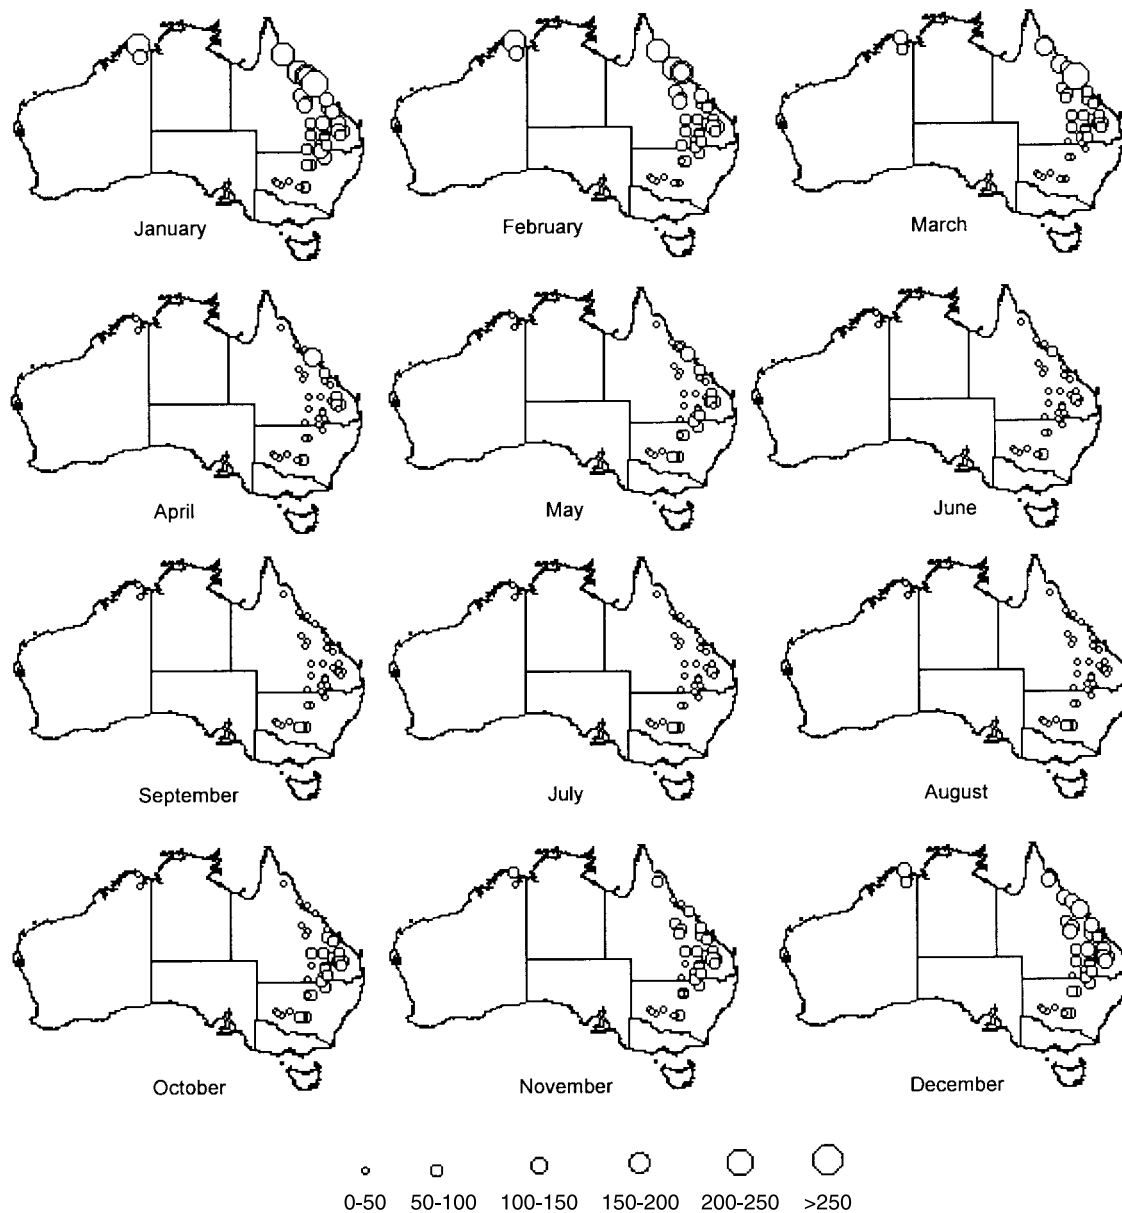 January
February
March
April
May
June
September
July
August
October
November
December
0-50
50-100
100-150
150-200
200-250
>250